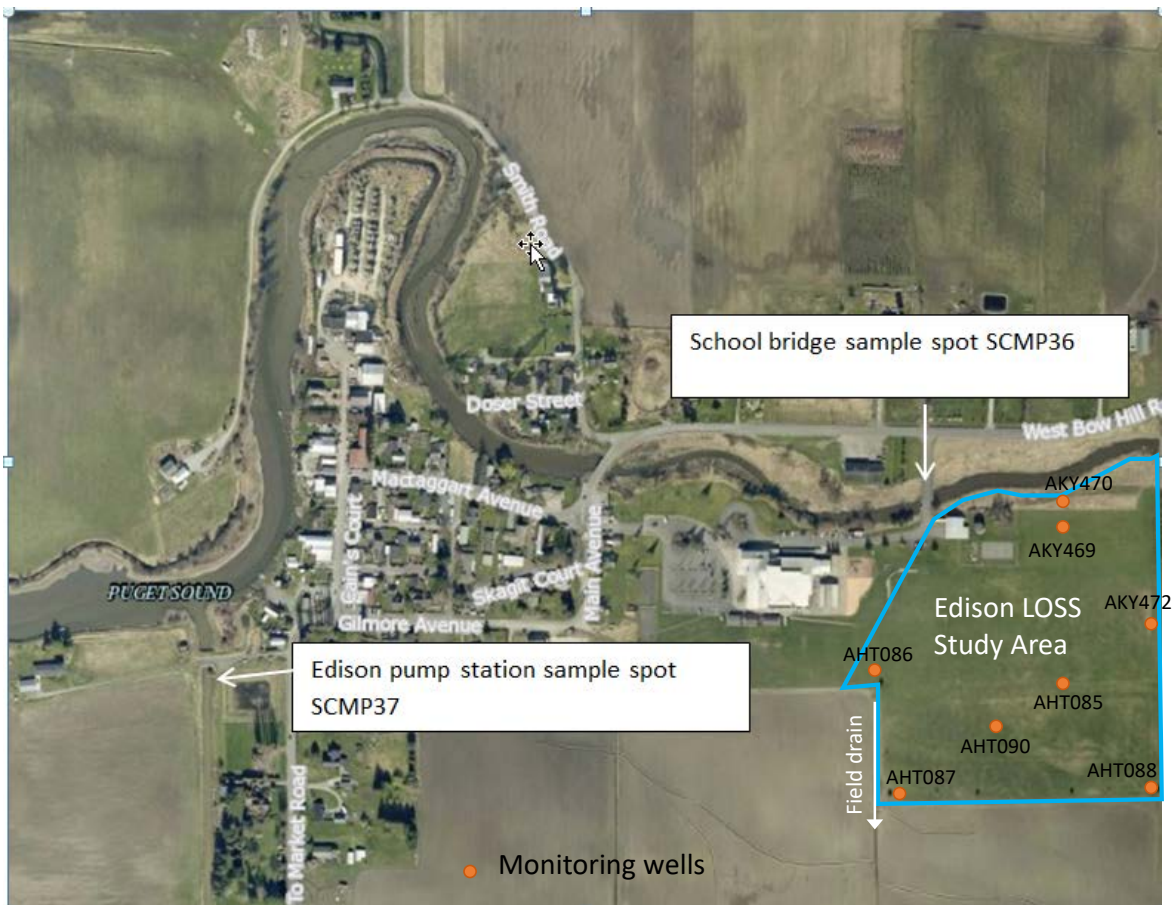 Smith Road
School bridge sample spot SCMP36
Doser Street
West Bow Hill R
AKY470
Mactaggart Avenue
AKY469
Cains Court
Main Avenue
Skagit Court
PUGET SOUND
Edison LOSS
Study Area
AKY472
Gilmore Avenue
AHT086
Edison pump station sample spot
SCMP37
AHT085
AHT090
Field drain
AHT087
AHT088
To Market Road
Monitoring wells